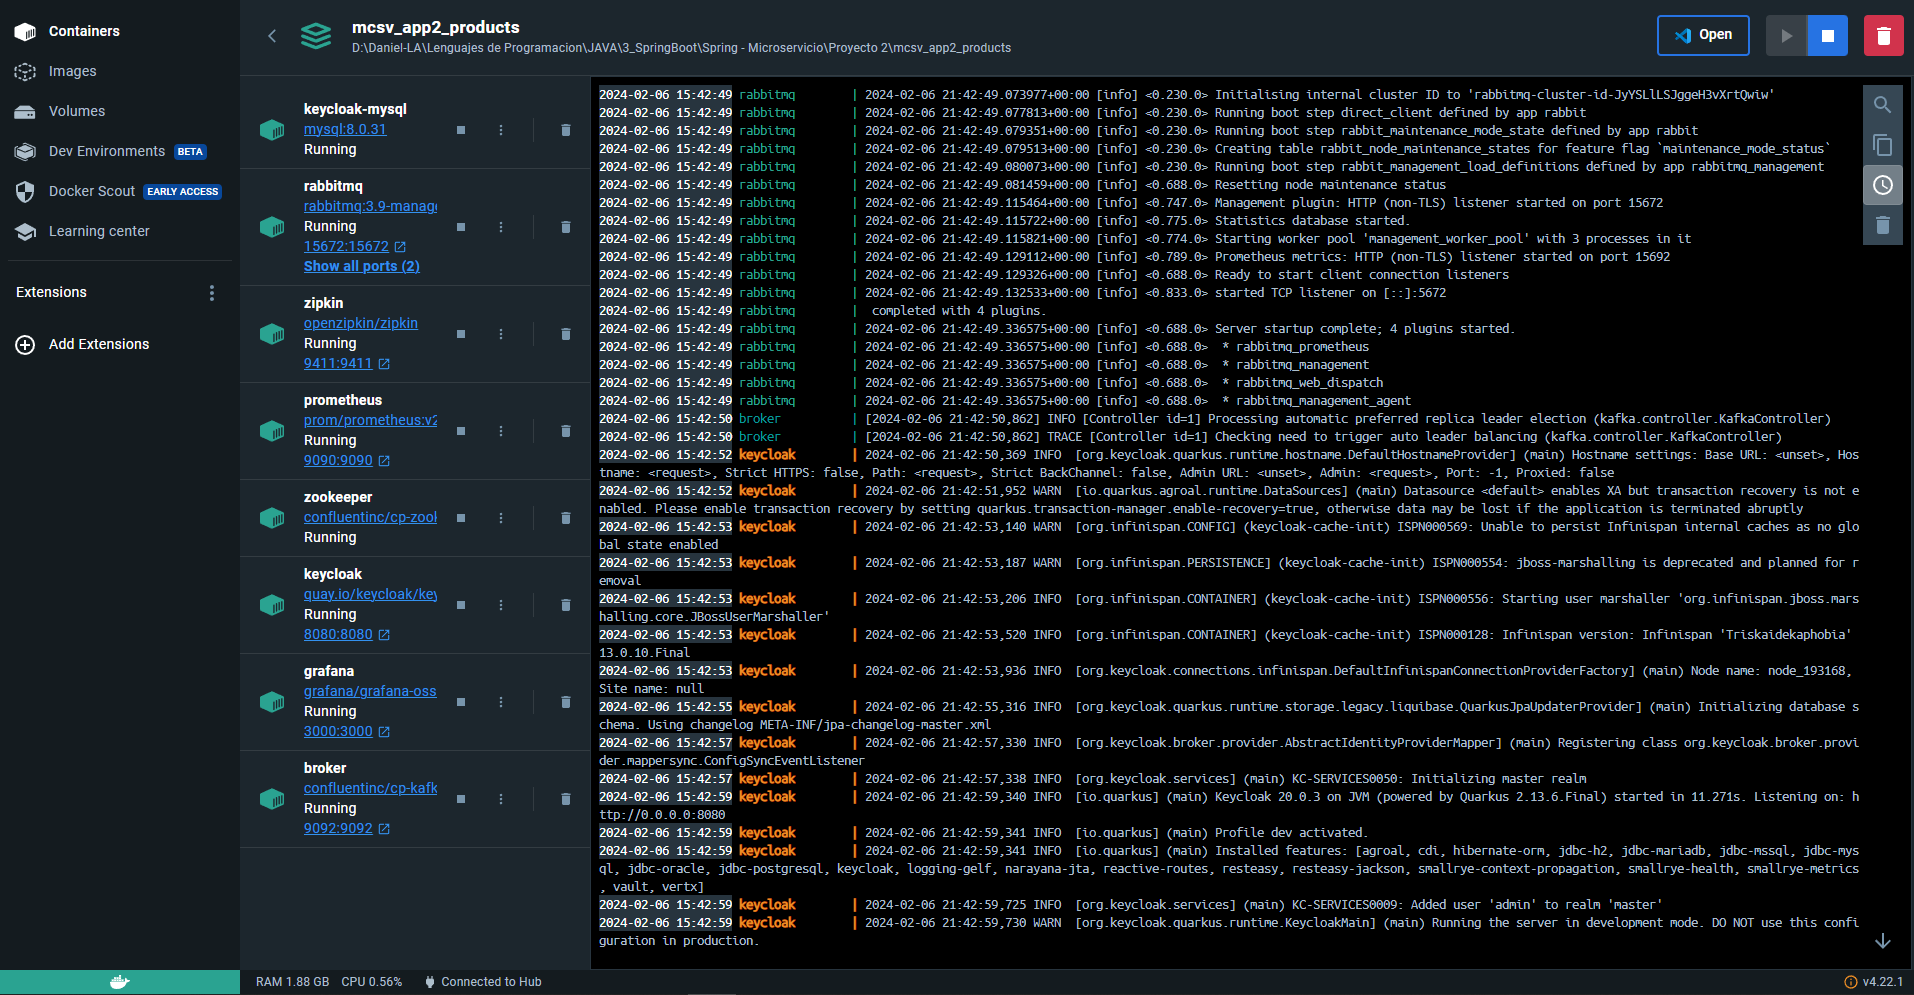 Containers
Images
Volumes
Dev Environments BETA
Docker Scout EARLY ACCESS
Learning center
Extensions
Add Extensions
mcsv_app2_products
D:\Daniel-LA\Lenguajes de Programacion\JAVA\3_SpringBoot\Spring - Microservicio\Proyecto 2\mcsv_app2_products
Open
keycloak-mysql
mysql:8.0.31
Running
rabbitmq
rabbitmq:3.9-manage
Running
15672:15672
Show all ports (2)
zipkin
openzipkin/zipkin
Running
9411:9411
prometheus
prom/prometheus:v2
Running
9090:9090
zookeeper
confluentinc/cp-zook
Running
keycloak
quay.io/keycloak/key
Running
8080:8080
grafana
grafana/grafana-oss
Running
3000:3000
broker
confluentinc/cp-kafk
Running
9092:9092
2024-02-06 15:42:49 rabbitmq | 2024-02-06 21:42:49.073977+00:00 [info] <0.230.0> Initialising internal cluster ID to 'rabbitmq-cluster-id-JyYSLlLSJggeH3vXrtQwiw'
2024-02-06 15:42:49 rabbitmq | 2024-02-06 21:42:49.077813+00:00 [info] <0.230.0> Running boot step direct_client defined by app rabbit
2024-02-06 15:42:49 rabbitmq | 2024-02-06 21:42:49.079351+00:00 [info] <0.230.0> Running boot step rabbit_maintenance_mode_state defined by app rabbit
2024-02-06 15:42:49 rabbitmq | 2024-02-06 21:42:49.079513+00:00 [info] <0.230.0> Creating table rabbit_node_maintenance_states for feature flag `maintenance_mode_status`
2024-02-06 15:42:49 rabbitmq | 2024-02-06 21:42:49.080073+00:00 [info] <0.230.0> Running boot step rabbit_management_load_definitions defined by app rabbitmq_management
2024-02-06 15:42:49 rabbitmq | 2024-02-06 21:42:49.081459+00:00 [info] <0.688.0> Resetting node maintenance status
2024-02-06 15:42:49 rabbitmq | 2024-02-06 21:42:49.115464+00:00 [info] <0.747.0> Management plugin: HTTP (non-TLS) listener started on port 15672
2024-02-06 15:42:49 rabbitmq | 2024-02-06 21:42:49.115722+00:00 [info] <0.775.0> Statistics database started.
2024-02-06 15:42:49 rabbitmq | 2024-02-06 21:42:49.115821+00:00 [info] <0.774.0> Starting worker pool 'management_worker_pool' with 3 processes in it
2024-02-06 15:42:49 rabbitmq | 2024-02-06 21:42:49.129112+00:00 [info] <0.789.0> Prometheus metrics: HTTP (non-TLS) listener started on port 15692
2024-02-06 15:42:49 rabbitmq | 2024-02-06 21:42:49.129326+00:00 [info] <0.688.0> Ready to start client connection listeners
2024-02-06 15:42:49 rabbitmq | 2024-02-06 21:42:49.132533+00:00 [info] <0.833.0> started TCP listener on [::]:5672
2024-02-06 15:42:49 rabbitmq | completed with 4 plugins.
2024-02-06 15:42:49 rabbitmq | 2024-02-06 21:42:49.336575+00:00 [info] <0.688.0> Server startup complete; 4 plugins started.
2024-02-06 15:42:49 rabbitmq | 2024-02-06 21:42:49.336575+00:00 [info] <0.688.0> * rabbitmq_prometheus
2024-02-06 15:42:49 rabbitmq | 2024-02-06 21:42:49.336575+00:00 [info] <0.688.0> * rabbitmq_management
2024-02-06 15:42:49 rabbitmq | 2024-02-06 21:42:49.336575+00:00 [info] <0.688.0> * rabbitmq_web_dispatch
2024-02-06 15:42:49 rabbitmq | 2024-02-06 21:42:49.336575+00:00 [info] <0.688.0> * rabbitmq_management_agent
2024-02-06 15:42:50 broker | [2024-02-06 21:42:50,862] INFO [Controller id=1] Processing automatic preferred replica leader election (kafka.controller.KafkaController)
2024-02-06 15:42:50 broker | [2024-02-06 21:42:50,862] TRACE [Controller id=1] Checking need to trigger auto leader balancing (kafka.controller.KafkaController)
2024-02-06 15:42:52 keycloak | 2024-02-06 21:42:50,369 INFO [org.keycloak.quarkus.runtime.hostname.DefaultHostnameProvider] (main) Hostname settings: Base URL: <unset>, Hos
tname: <request>, Strict HTTPS: false, Path: <request>, Strict BackChannel: false, Admin URL: <unset>, Admin: <request>, Port: -1, Proxied: false
2024-02-06 15:42:52 keycloak | 2024-02-06 21:42:51,952 WARN [io.quarkus.agroal.runtime.DataSources] (main) Datasource <default> enables XA but transaction recovery is not e
nabled. Please enable transaction recovery by setting quarkus.transaction-manager.enable-recovery=true, otherwise data may be lost if the application is terminated abruptly
2024-02-06 15:42:53 keycloak | 2024-02-06 21:42:53,140 WARN [org.infinispan.CONFIG] (keycloak-cache-init) ISPN000569: Unable to persist Infinispan internal caches as no glo
bal state enabled
2024-02-06 15:42:53 keycloak | 2024-02-06 21:42:53,187 WARN [org.infinispan.PERSISTENCE] (keycloak-cache-init) ISPN000554: jboss-marshalling is deprecated and planned for r
emoval
2024-02-06 15:42:53 keycloak | 2024-02-06 21:42:53,206 INFO [org.infinispan.CONTAINER] (keycloak-cache-init) ISPN000556: Starting user marshaller 'org.infinispan.jboss.mars
halling.core.JBossUserMarshaller'
2024-02-06 15:42:53 keycloak | 2024-02-06 21:42:53,520 INFO [org.infinispan.CONTAINER] (keycloak-cache-init) ISPN000128: Infinispan version: Infinispan 'Triskaidekaphobia'
13.0.10.Final
2024-02-06 15:42:53 keycloak | 2024-02-06 21:42:53,936 INFO [org.keycloak.connections.infinispan.DefaultInfinispanConnectionProviderFactory] (main) Node name: node_193168,
Site name: null
2024-02-06 15:42:55 keycloak | 2024-02-06 21:42:55,316 INFO [org.keycloak.quarkus.runtime.storage.legacy.liquibase.QuarkusJpaUpdaterProvider] (main) Initializing database s
chema. Using changelog META-INF/jpa-changelog-master.xml
2024-02-06 15:42:57 keycloak | 2024-02-06 21:42:57,330 INFO [org.keycloak.broker.provider.AbstractIdentityProviderMapper] (main) Registering class org.keycloak.broker.provi
der.mappersync.ConfigSyncEventListener
2024-02-06 15:42:57 keycloak | 2024-02-06 21:42:57,338 INFO [org.keycloak.services] (main) KC-SERVICES0050: Initializing master realm
2024-02-06 15:42:59 keycloak | 2024-02-06 21:42:59,340 INFO [io.quarkus] (main) Keycloak 20.0.3 on JVM (powered by Quarkus 2.13.6.Final) started in 11.271s. Listening on: h
ttp://0.0.0.0:8080
2024-02-06 15:42:59 keycloak | 2024-02-06 21:42:59,341 INFO [io.quarkus] (main) Profile dev activated.
2024-02-06 15:42:59 keycloak | 2024-02-06 21:42:59,341 INFO [io.quarkus] (main) Installed features: [agroal, cdi, hibernate-orm, jdbc-h2, jdbc-mariadb, jdbc-mssql, jdbc-mys
ql, jdbc-oracle, jdbc-postgresql, keycloak, logging-gelf, narayana-jta, reactive-routes, resteasy, resteasy-jackson, smallrye-context-propagation, smallrye-health, smallrye-metrics
, vault, vertx]
2024-02-06 15:42:59 keycloak | 2024-02-06 21:42:59,725 INFO [org.keycloak.services] (main) KC-SERVICES0009: Added user 'admin' to realm 'master'
2024-02-06 15:42:59 keycloak | 2024-02-06 21:42:59,730 WARN [org.keycloak.quarkus.runtime.KeycloakMain] (main) Running the server in development mode. DO NOT use this confi
guration in production.
RAM 1.88 GB CPU 0.56% Connected to Hub
v4.22.1